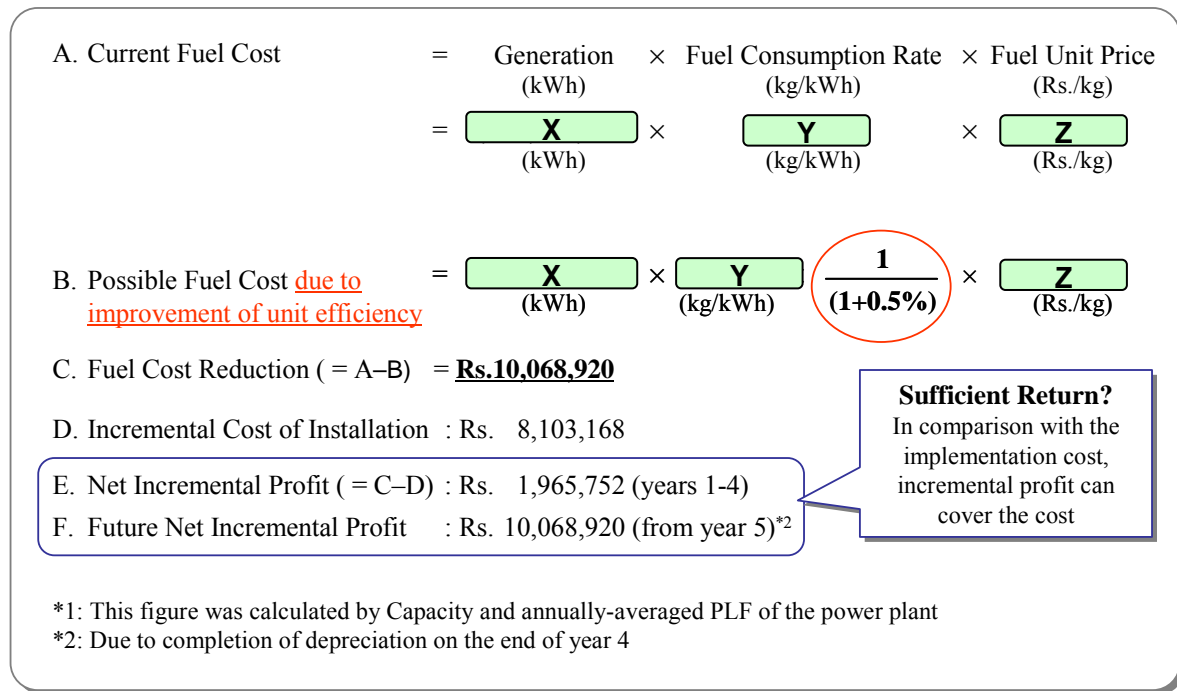 A. Current Fuel Cost = Generation × Fuel Consumption Rate × Fuel Unit Price
(kWh) (kg/kWh) (Rs./kg)
= X × Y × Z
(kWh) (kg/kWh) (Rs./kg)
B. Possible Fuel Cost due to = X × Y 1 × Z
improvement of unit efficiency (kWh) (kg/kWh) (1+0.5%) (Rs./kg)
C. Fuel Cost Reduction ( = A–B) = Rs.10,068,920
D. Incremental Cost of Installation : Rs. 8,103,168
E. Net Incremental Profit ( = C–D) : Rs. 1,965,752 (years 1-4)
F. Future Net Incremental Profit : Rs. 10,068,920 (from year 5)*2
Sufficient Return?
In comparison with the
implementation cost,
incremental profit can
cover the cost
*1: This figure was calculated by Capacity and annually-averaged PLF of the power plant
*2: Due to completion of depreciation on the end of year 4